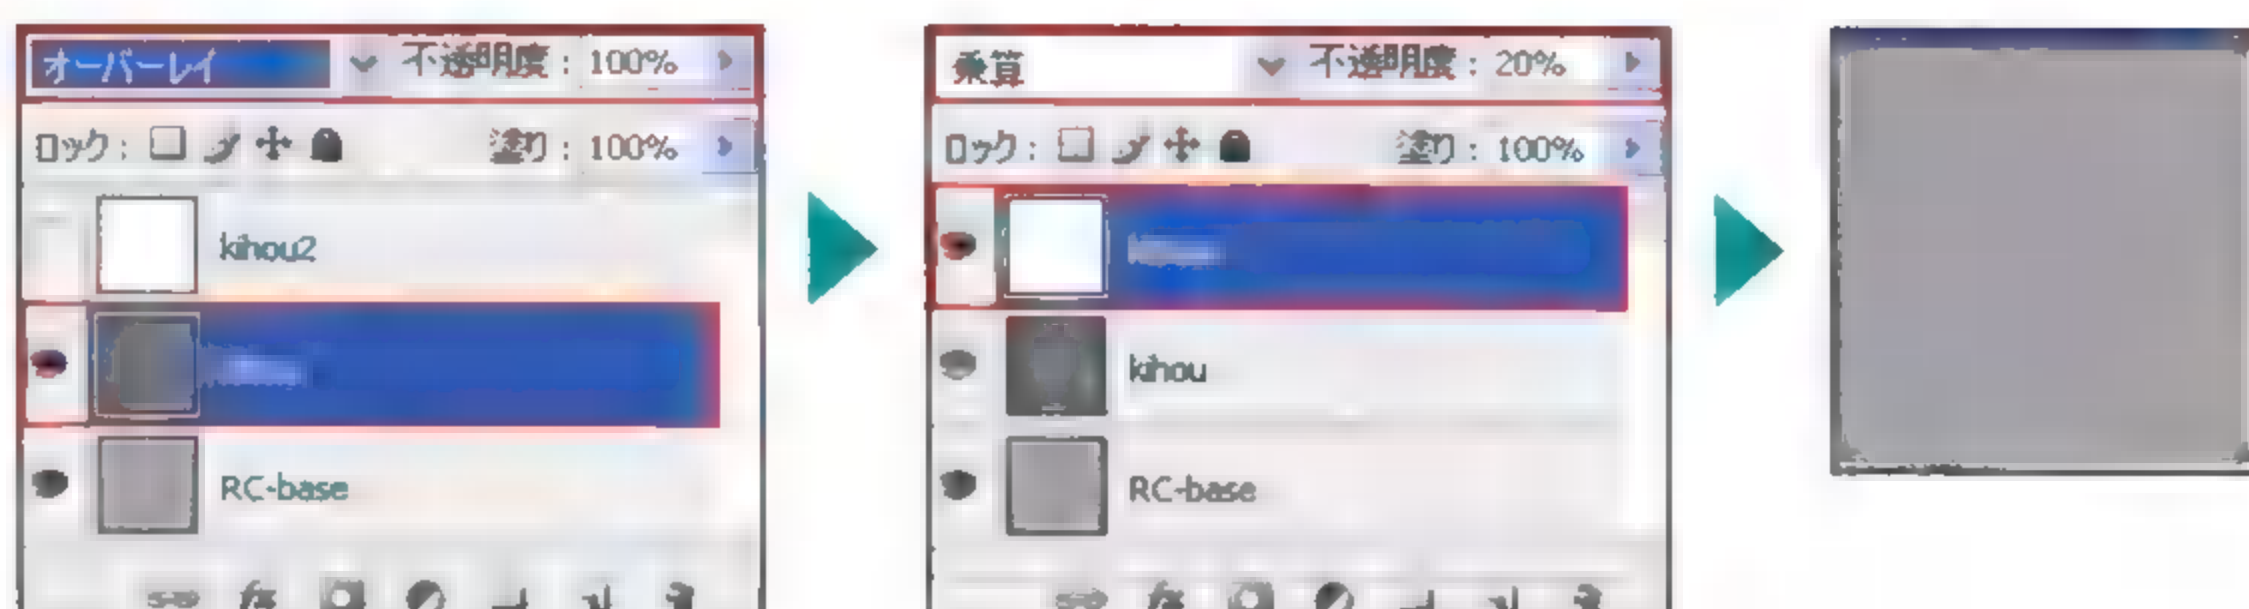 オーバーレイ 不透明度: 100%
ロック: 塗り: 100%
kihou2
RC-base
乗算 不透明度: 20%
ロック: 塗り: 100%
kihou
RC-base